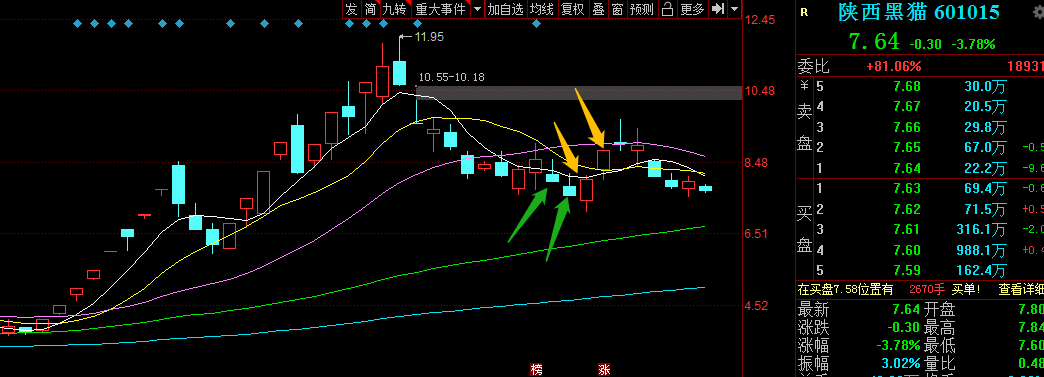 发 简 九转 重大事件 加自选 均线 复权 叠 窗 预测 更多
12.45
10.48
8.48
6.51
4.52
11.95
10.55-10.18
榜 涨
R 陕西黑猫 601015
7.64 -0.30 -3.78%
委比 +81.06% 18931
¥ 5 7.68 30.0万
卖 4 7.67 20.5万
盘 3 7.66 29.8万
2 7.65 67.0万 -0.5
1 7.64 22.2万 -9.6
1 7.63 69.4万 -0.6
买 2 7.62 71.5万 +0.5
盘 3 7.61 316.1万 -2.0
4 7.60 988.1万 +0.4
5 7.59 162.4万
在买盘7.58位置有 2670手 买单! 查看详细
最新 7.64 开盘 7.80
涨跌 -0.30 最高 7.84
涨幅 -3.78% 最低 7.60
振幅 3.02% 量比 0.48